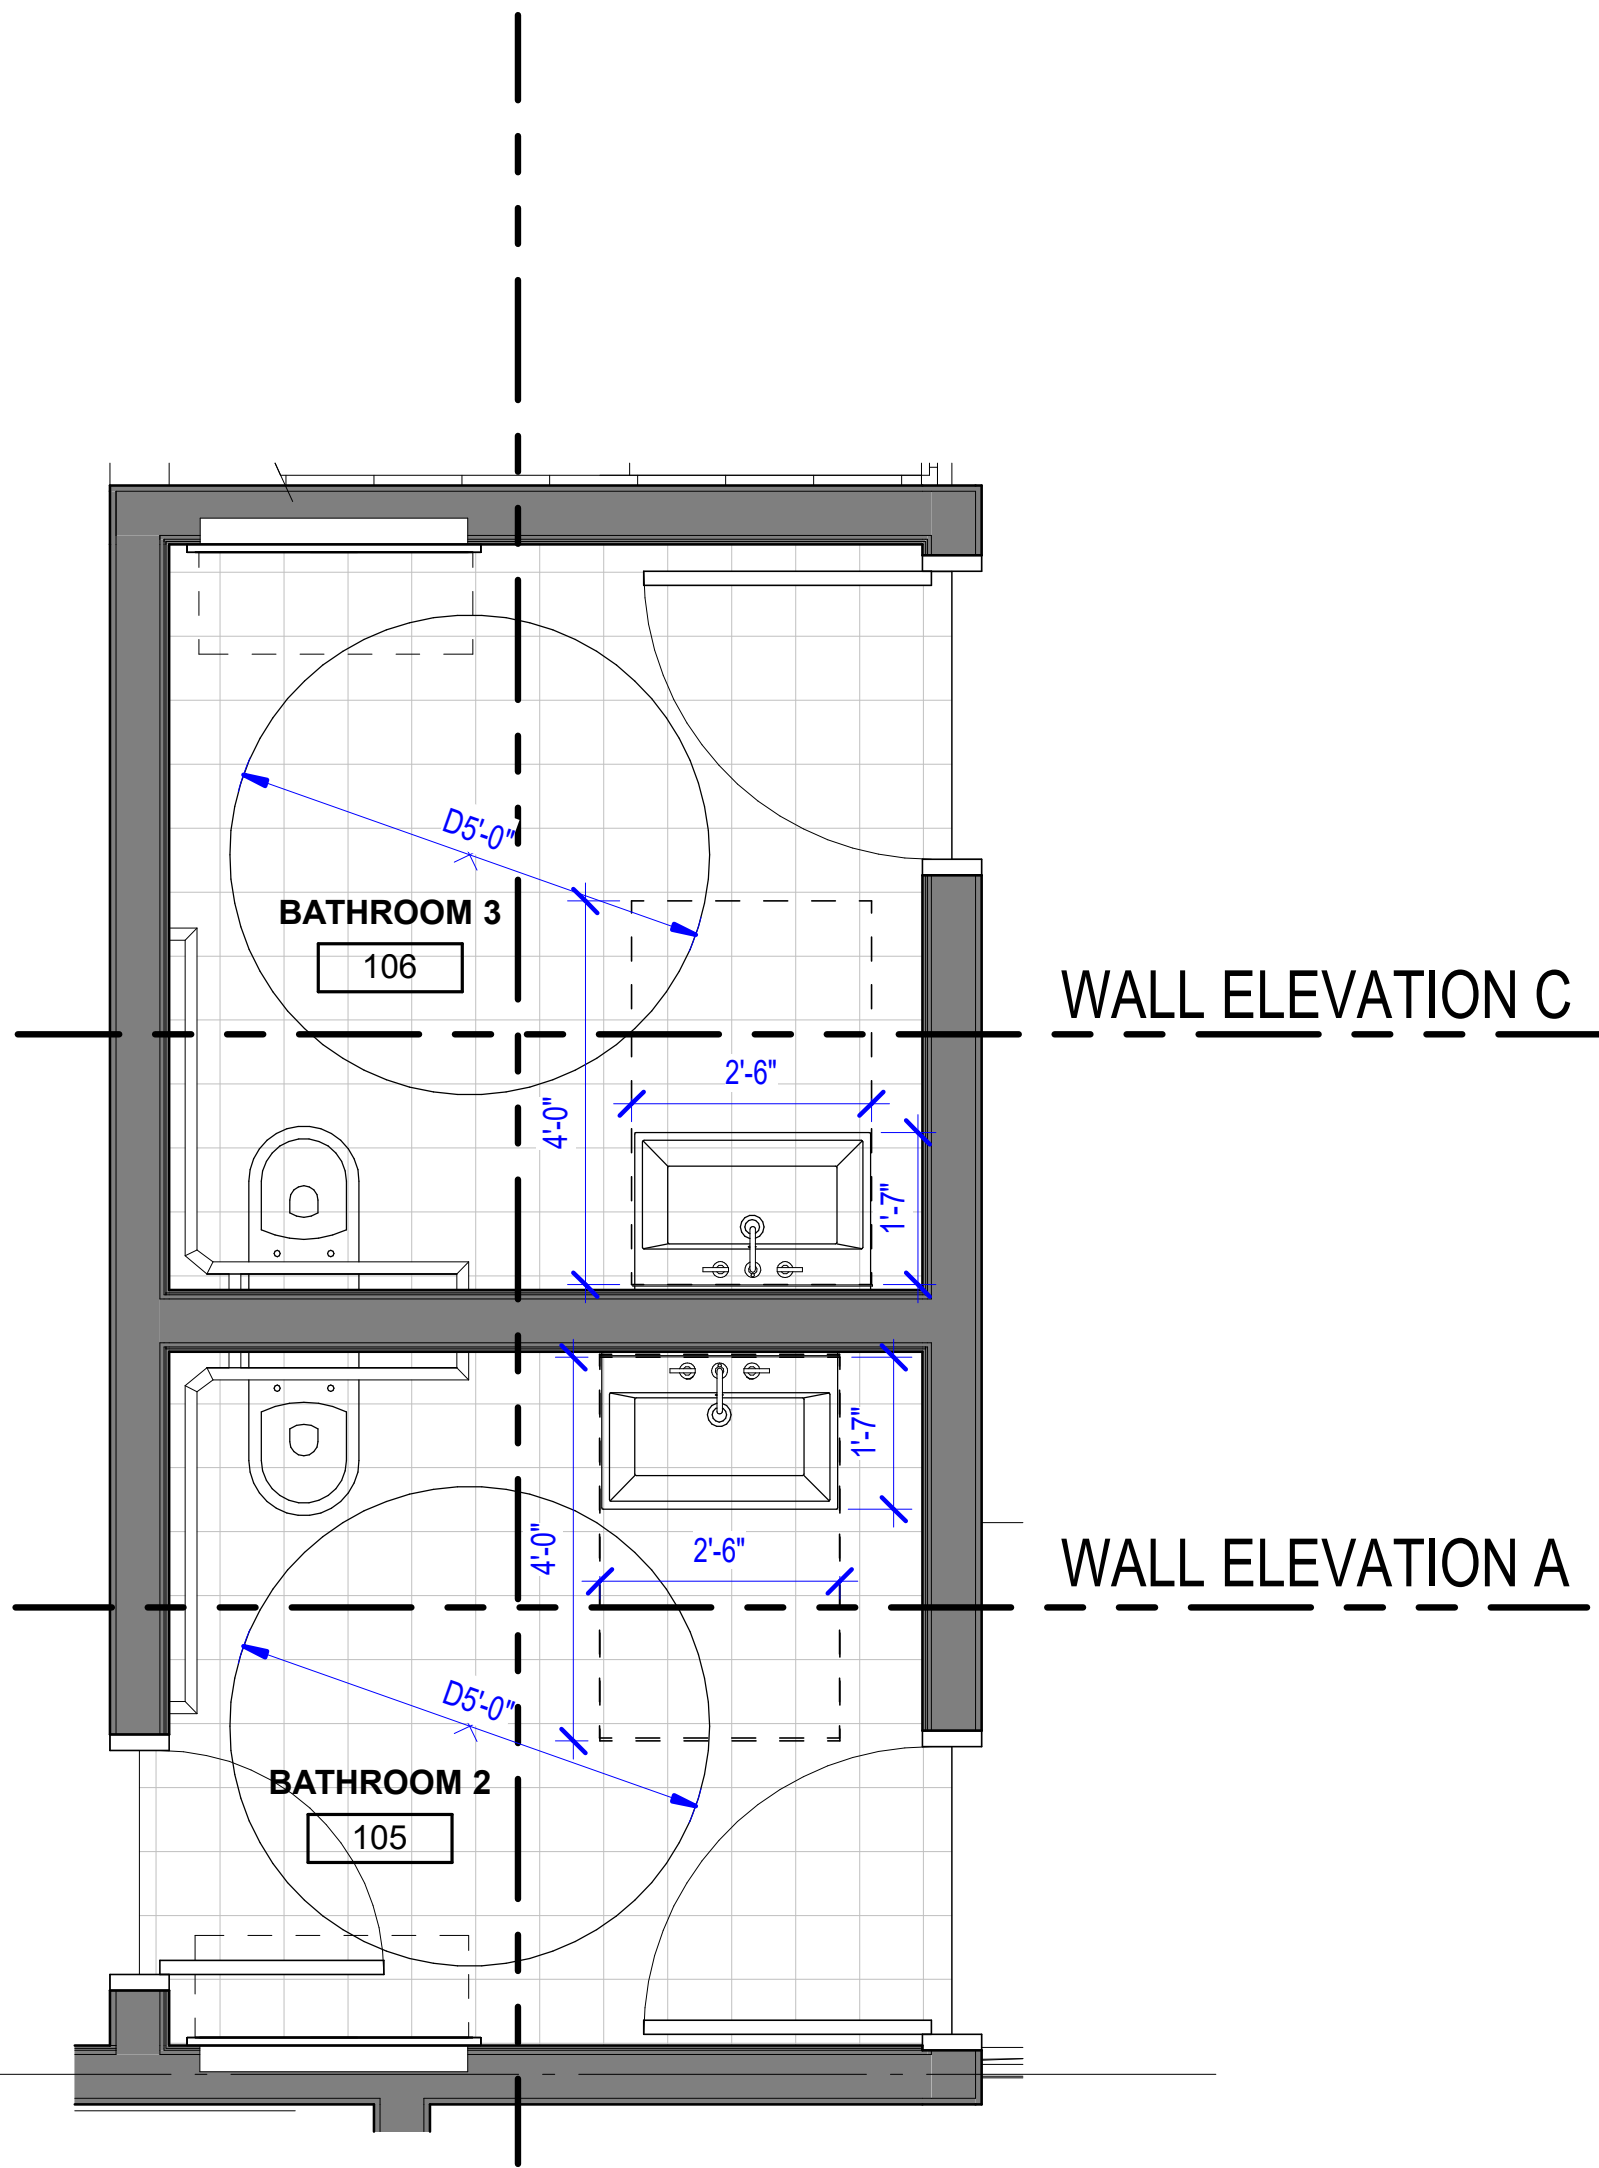 D5'-0"
BATHROOM 3
106
WALL ELEVATION C
2'-6"
4'-0"
1'-7"
1'-7"
4'-0"
2'-6"
WALL ELEVATION A
D5'-0"
BATHROOM 2
105